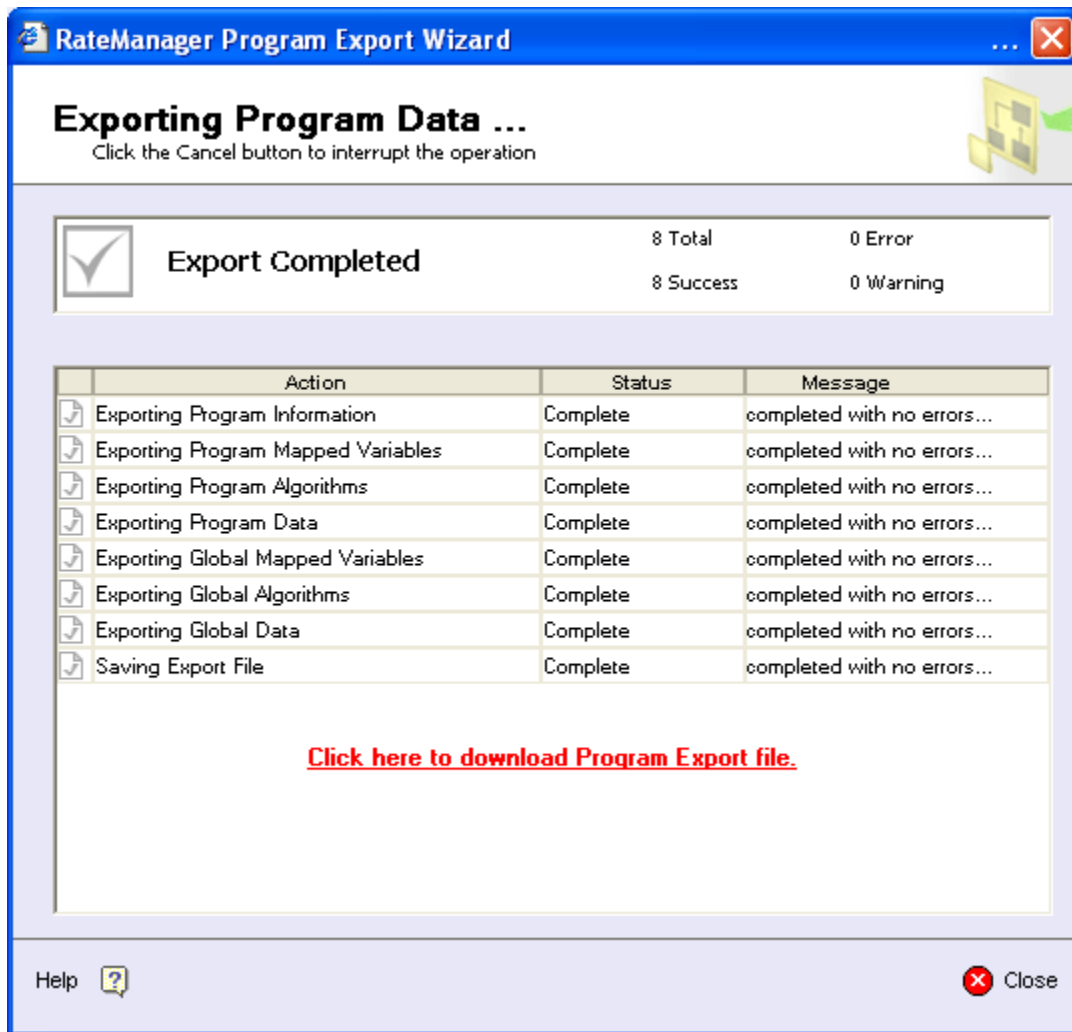 RateManager Program Export Wizard ...
Exporting Program Data ...
Click the Cancel button to interrupt the operation
Export Completed
8 Total 0 Error
8 Success 0 Warning
Action Status Message
Exporting Program Information Complete completed with no errors...
Exporting Program Mapped Variables Complete completed with no errors...
Exporting Program Algorithms Complete completed with no errors...
Exporting Program Data Complete completed with no errors...
Exporting Global Mapped Variables Complete completed with no errors...
Exporting Global Algorithms Complete completed with no errors...
Exporting Global Data Complete completed with no errors...
Saving Export File Complete completed with no errors...
Click here to download Program Export file.
Help ? Close